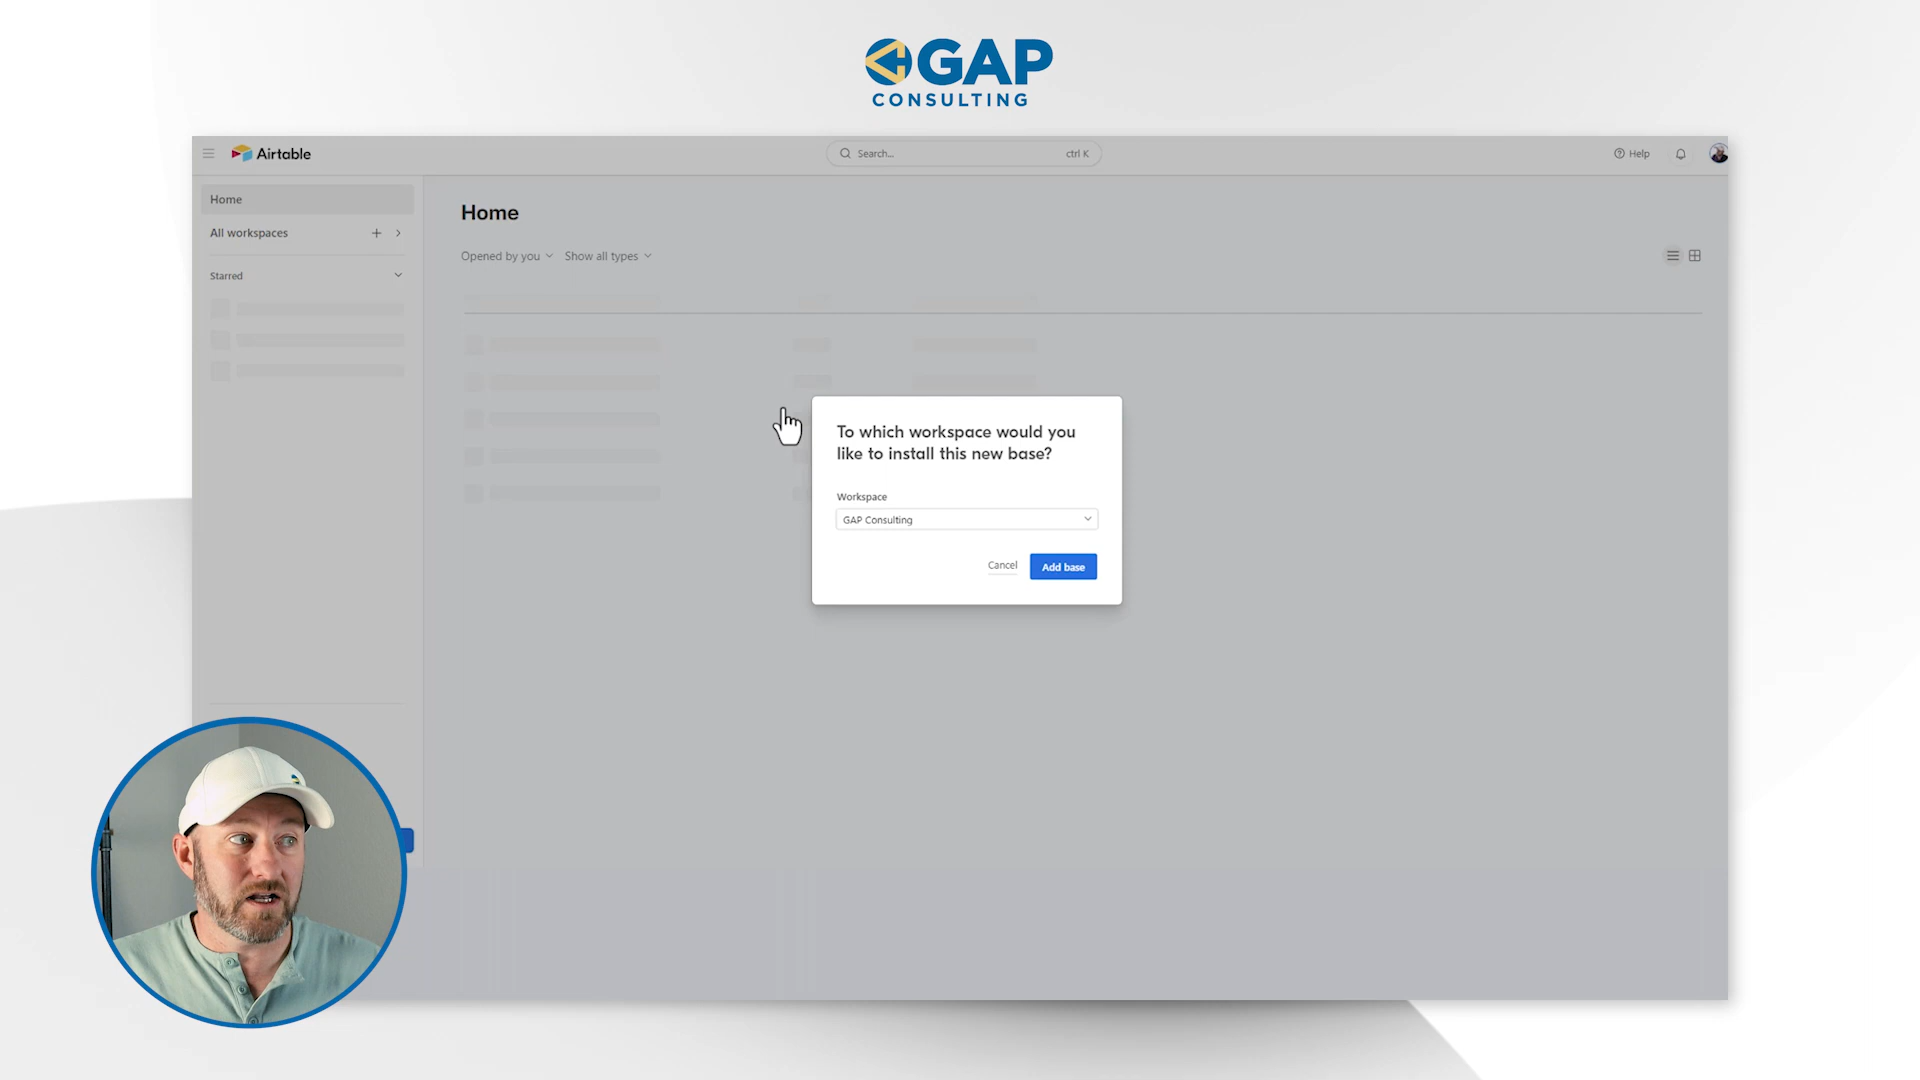 GAP
CONSULTING
Airtable
Search...
ctrl K
Help
Home
All workspaces
Starred
Home
Opened by you
Show all types
To which workspace would you
like to install this new base?
Workspace
GAP Consulting
Cancel
Add base